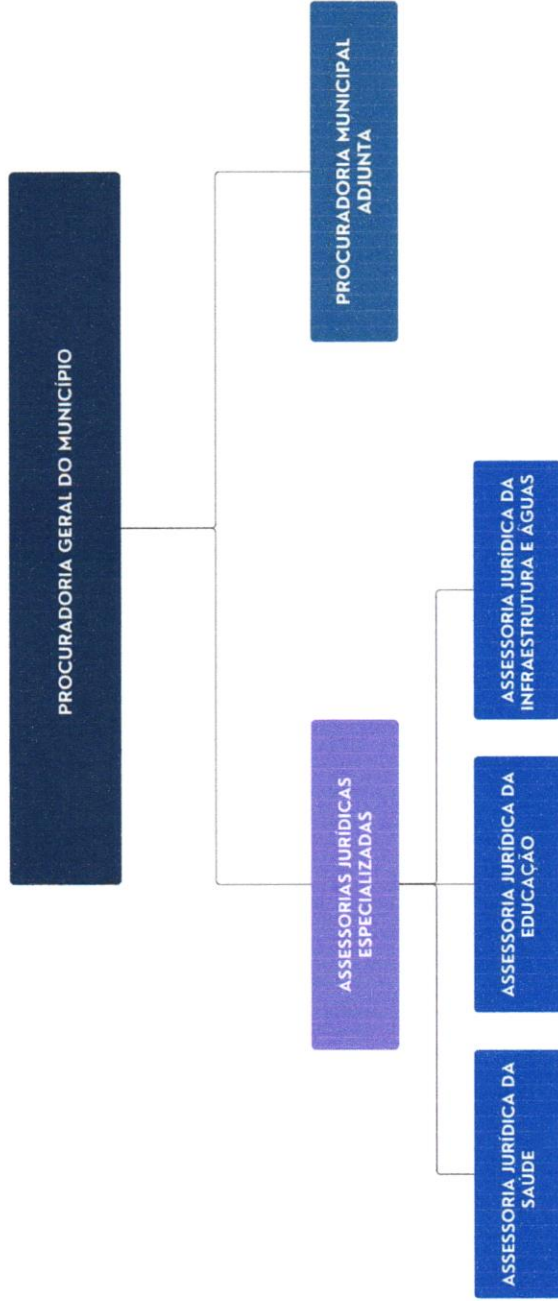 PROCURADORIA GERAL DO MUNICÍPIO
ASSESSORIAS JURÍDICAS
ESPECIALIZADAS
PROCURADORIA MUNICIPAL
ADJUNTA
ASSESSORIA JURÍDICA DA
SAÚDE
ASSESSORIA JURÍDICA DA
EDUCAÇÃO
ASSESSORIA JURÍDICA DA
INFRAESTRUTURA E ÁGUAS